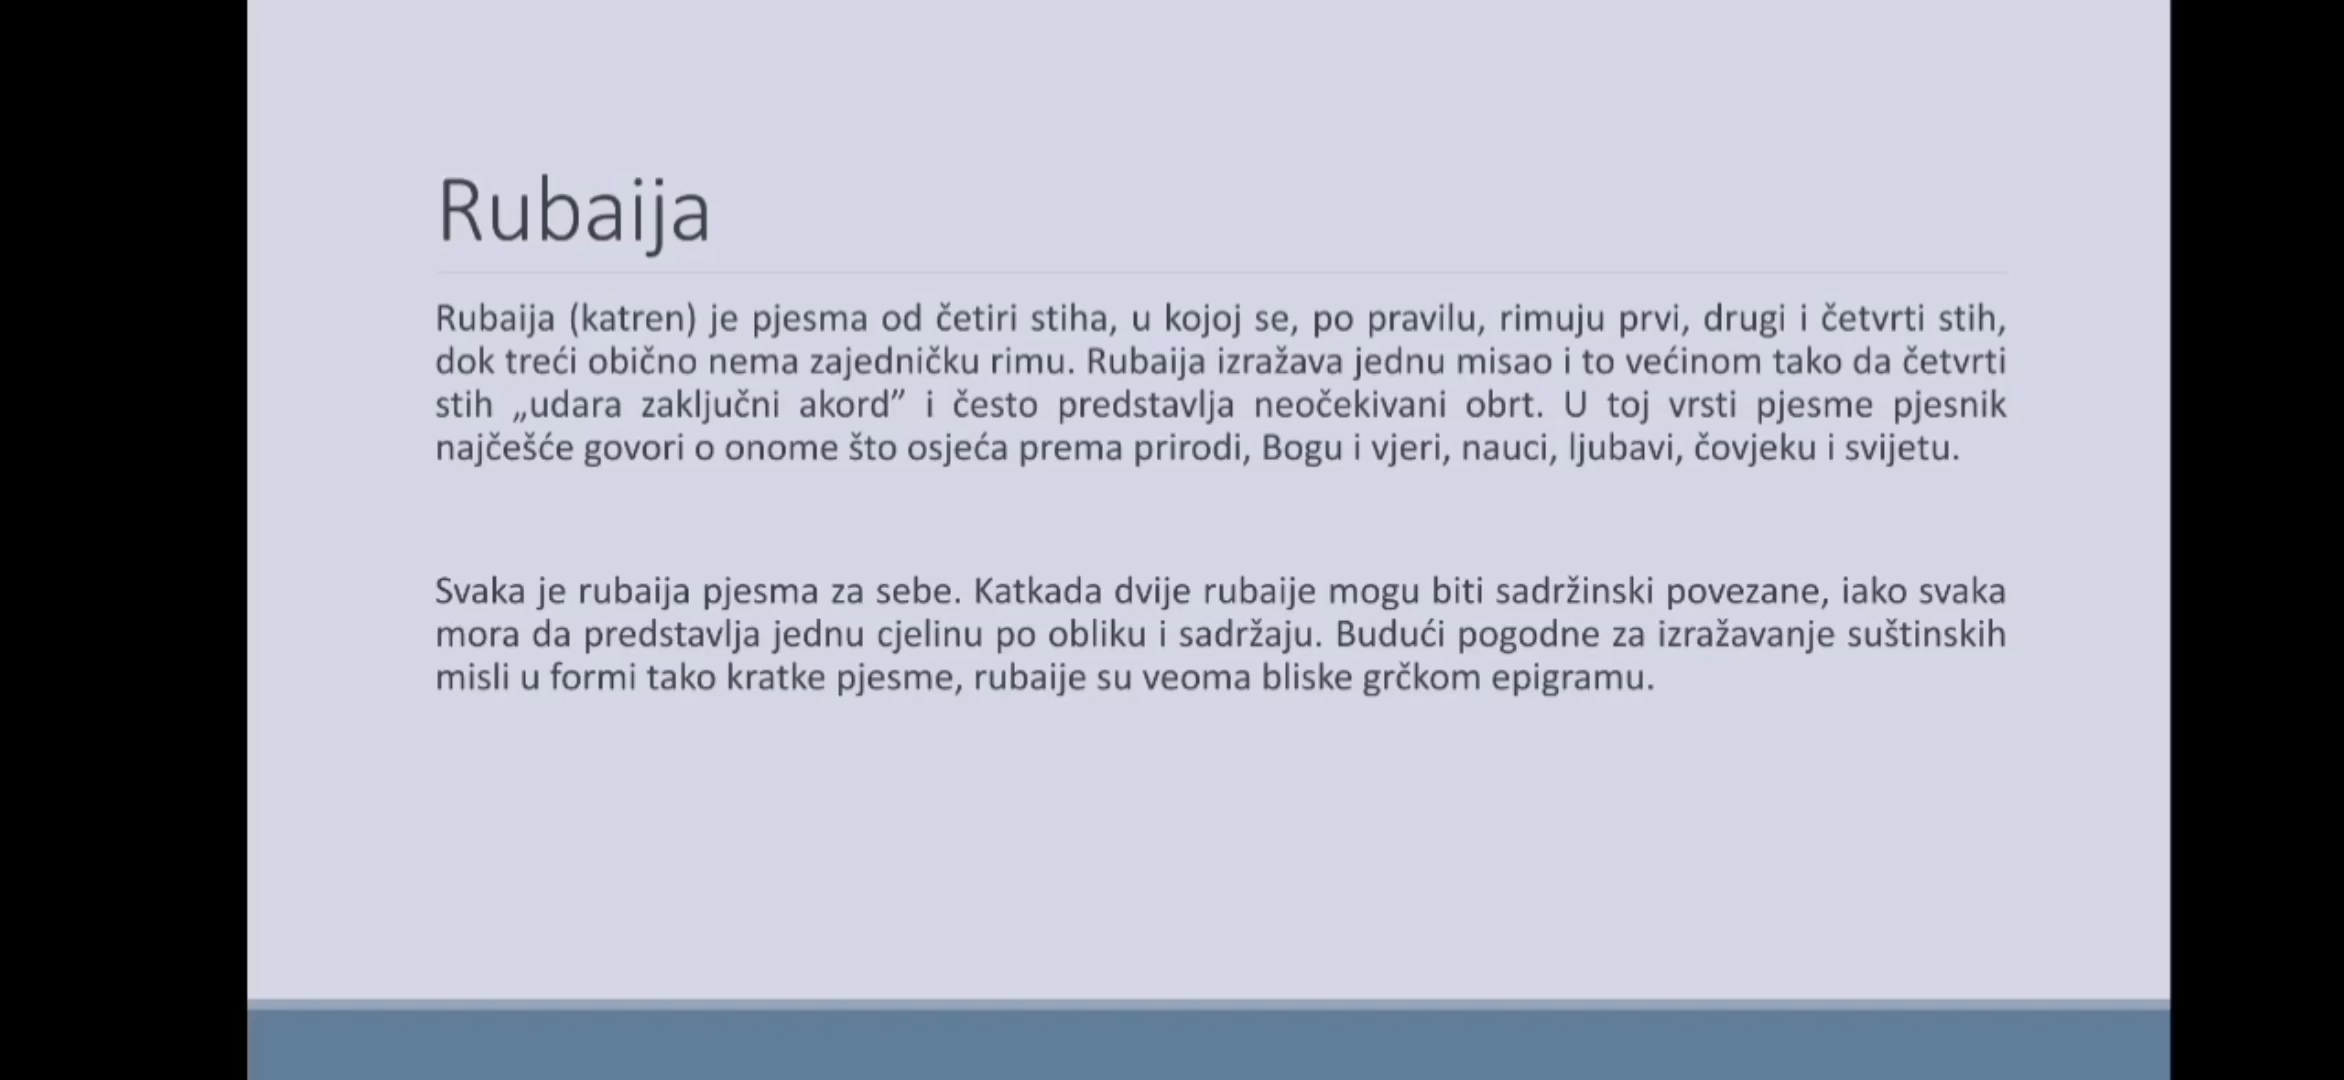 Rubaija
Rubaija (katren) je pjesma od četiri stiha, u kojoj se, po pravilu, rimuju prvi, drugi i četvrti stih,
dok treći obično nema zajedničku rimu. Rubaija izražava jednu misao i to većinom tako da četvrti
stih „udara zaključni akord” i često predstavlja neočekivani obrt. U toj vrsti pjesme pjesnik
najčešće govori o onome što osjeća prema prirodi, Bogu i vjeri, nauci, ljubavi, čovjeku i svijetu.
Svaka je rubaija pjesma za sebe. Katkada dvije rubaije mogu biti sadržinski povezane, iako svaka
mora da predstavlja jednu cjelinu po obliku i sadržaju. Budući pogodne za izražavanje suštinskih
misli u formi tako kratke pjesme, rubaije su veoma bliske grčkom epigramu.